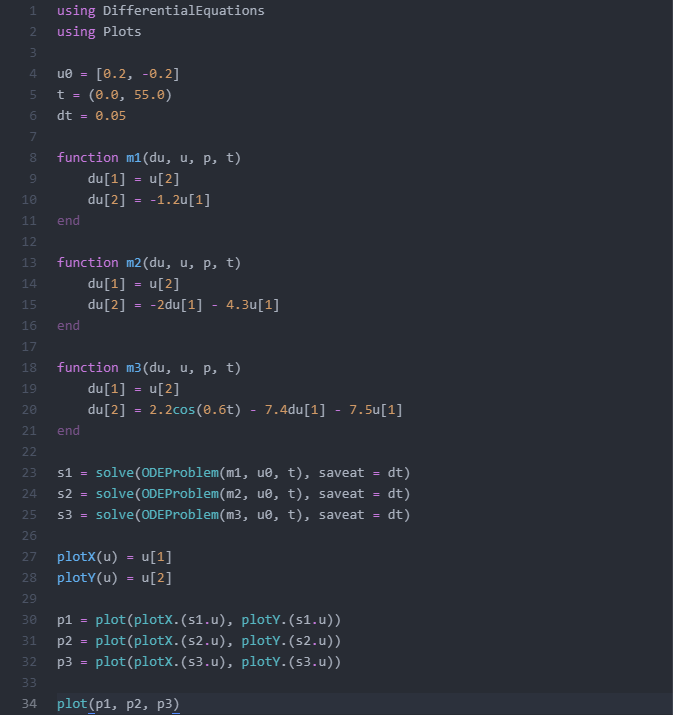 1 using DifferentialEquations
2 using Plots
3
4 u0 = [0.2, -0.2]
5 t = (0.0, 55.0)
6 dt = 0.05
7
8 function m1(du, u, p, t)
9     du[1] = u[2]
10     du[2] = -1.2u[1]
11 end
12
13 function m2(du, u, p, t)
14     du[1] = u[2]
15     du[2] = -2du[1] - 4.3u[1]
16 end
17
18 function m3(du, u, p, t)
19     du[1] = u[2]
20     du[2] = 2.2cos(0.6t) - 7.4du[1] - 7.5u[1]
21 end
22
23 s1 = solve(ODEProblem(m1, u0, t), saveat = dt)
24 s2 = solve(ODEProblem(m2, u0, t), saveat = dt)
25 s3 = solve(ODEProblem(m3, u0, t), saveat = dt)
26
27 plotX(u) = u[1]
28 plotY(u) = u[2]
29
30 p1 = plot(plotX.(s1.u), plotY.(s1.u))
31 p2 = plot(plotX.(s2.u), plotY.(s2.u))
32 p3 = plot(plotX.(s3.u), plotY.(s3.u))
33
34 plot(p1, p2, p3)